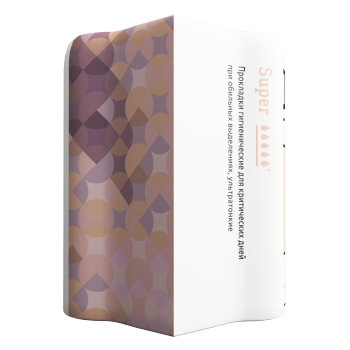 Super
Прокладки гигиенические для критических дней
при обильных выделениях, ультратонкие